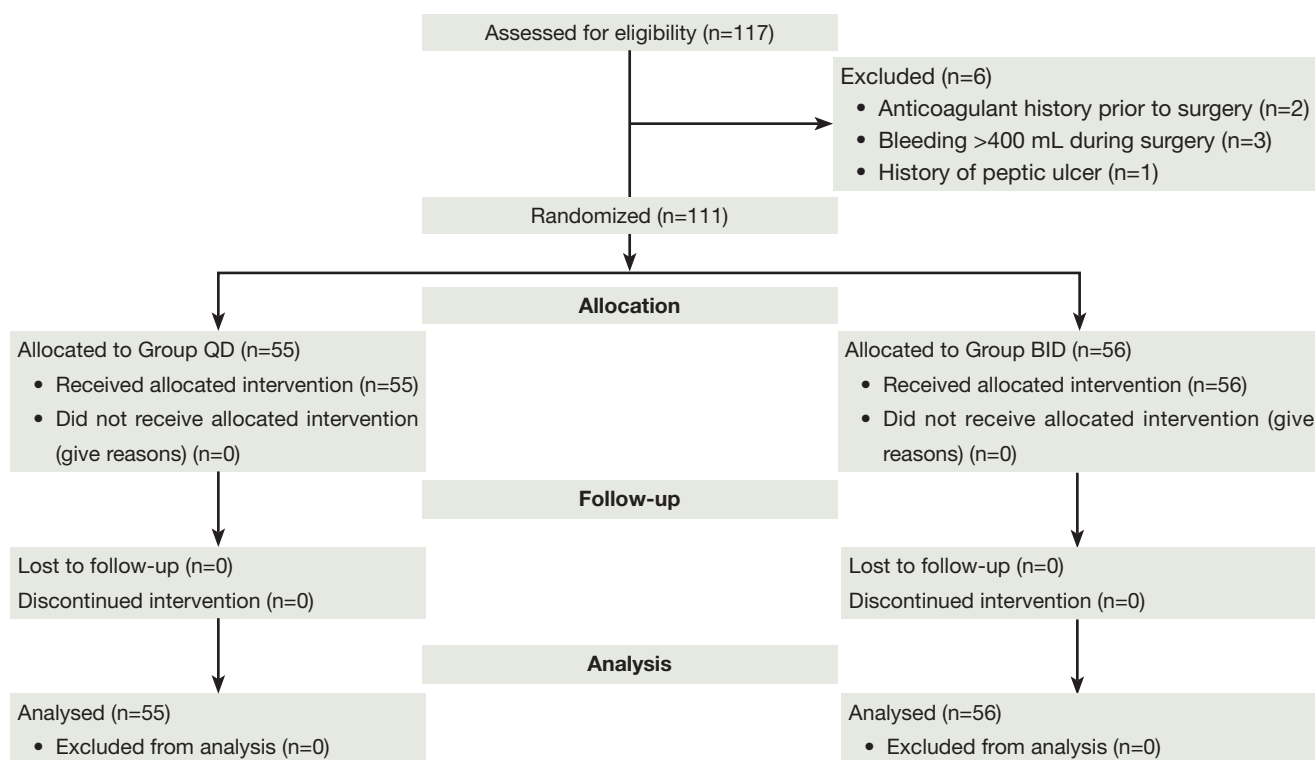 Assessed for eligibility (n=117)
Excluded (n=6)
• Anticoagulant history prior to surgery (n=2)
• Bleeding >400 mL during surgery (n=3)
• History of peptic ulcer (n=1)
Randomized (n=111)
Allocation
Allocated to Group QD (n=55)
• Received allocated intervention (n=55)
• Did not receive allocated intervention
(give reasons) (n=0)
Allocated to Group BID (n=56)
• Received allocated intervention (n=56)
• Did not receive allocated intervention (give
reasons) (n=0)
Follow-up
Lost to follow-up (n=0)
Discontinued intervention (n=0)
Lost to follow-up (n=0)
Discontinued intervention (n=0)
Analysis
Analysed (n=55)
• Excluded from analysis (n=0)
Analysed (n=56)
• Excluded from analysis (n=0)